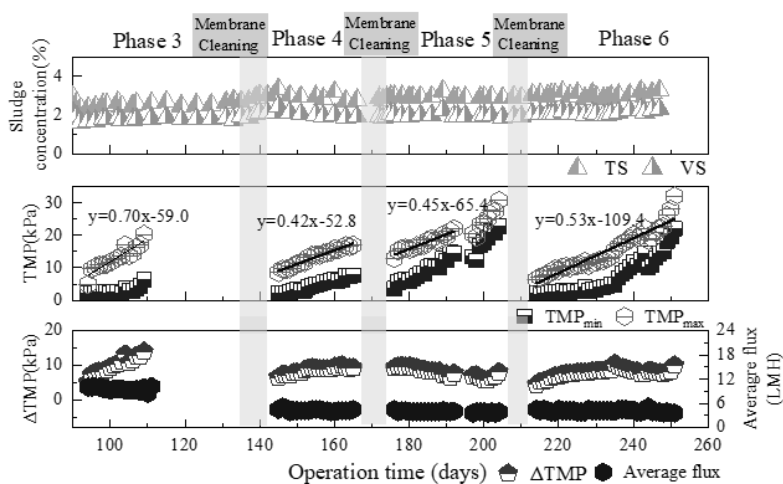 Membrane Cleaning
Membrane Cleaning
Membrane Cleaning
Phase 3
Phase 4
Phase 5
Phase 6
Sludge
concentration(%)
4
2
0
TS
VS
TMP(kPa)
30
20
10
0
y=0.70x-59.0
y=0.42x-52.8
y=0.45x-65.4
y=0.53x-109.4
TMPmin
TMPmax
ΔTMP(kPa)
20
10
0
24
18
12
6
0
Averagre flux
(LMH)
100
120
140
160
180
200
220
240
260
Operation time (days)
ΔTMP
Average flux